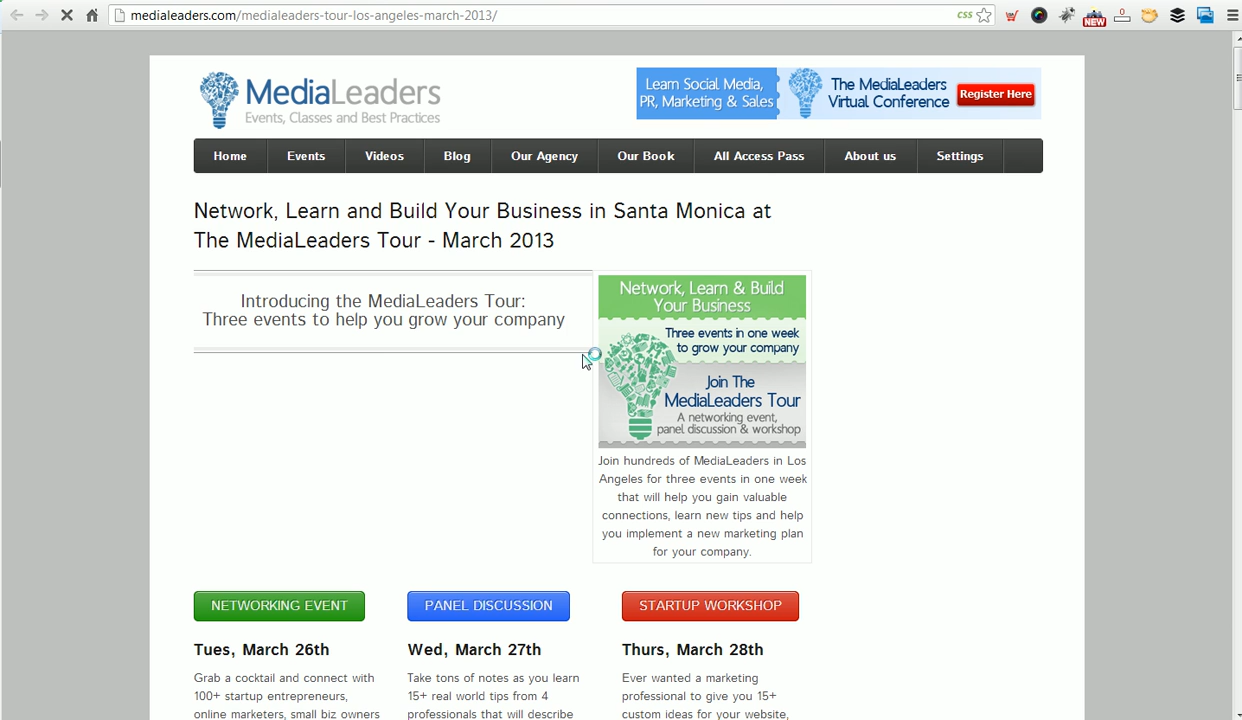 medialeaders.com/medialeaders-tour-los-angeles-march-2013/
css
NEW
0
MediaLeaders
Events, Classes and Best Practices
Learn Social Media,
PR, Marketing & Sales
The MediaLeaders
Virtual Conference
Register Here
Home
Events
Videos
Blog
Our Agency
Our Book
All Access Pass
About us
Settings
Network, Learn and Build Your Business in Santa Monica at
The MediaLeaders Tour - March 2013
Introducing the MediaLeaders Tour:
Three events to help you grow your company
Network, Learn & Build
Your Business
Three events in one week
to grow your company
Join The
MediaLeaders Tour
A networking event,
panel discussion & workshop
Join hundreds of MediaLeaders in Los
Angeles for three events in one week
that will help you gain valuable
connections, learn new tips and help
you implement a new marketing plan
for your company.
NETWORKING EVENT
Tues, March 26th
Grab a cocktail and connect with
100+ startup entrepreneurs,
online marketers, small biz owners
PANEL DISCUSSION
Wed, March 27th
Take tons of notes as you learn
15+ real world tips from 4
professionals that will describe
STARTUP WORKSHOP
Thurs, March 28th
Ever wanted a marketing
professional to give you 15+
custom ideas for your website,